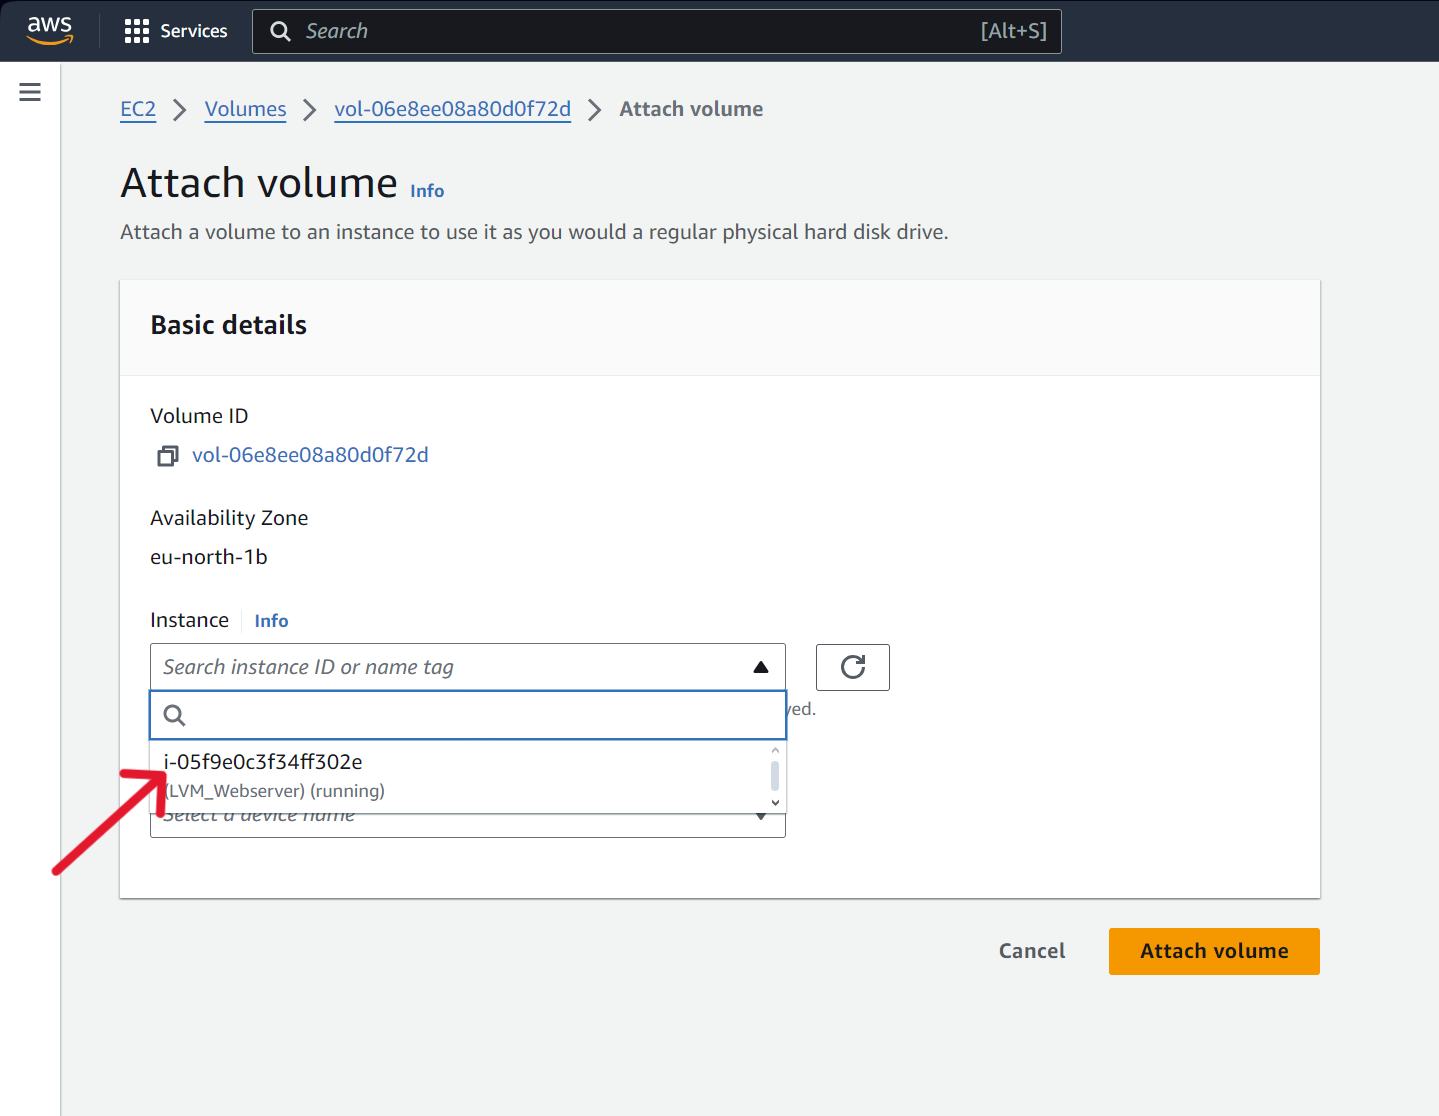 aws Services Search [Alt+S]
EC2 Volumes vol-06e8ee08a80d0f72d Attach volume
Attach volume Info
Attach a volume to an instance to use it as you would a regular physical hard disk drive.
Basic details
Volume ID
vol-06e8ee08a80d0f72d
Availability Zone
eu-north-1b
Instance Info
Search instance ID or name tag
i-05f9e0c3f34ff302e
(LVM_Webserver) (running)
Select a device name
Cancel Attach volume